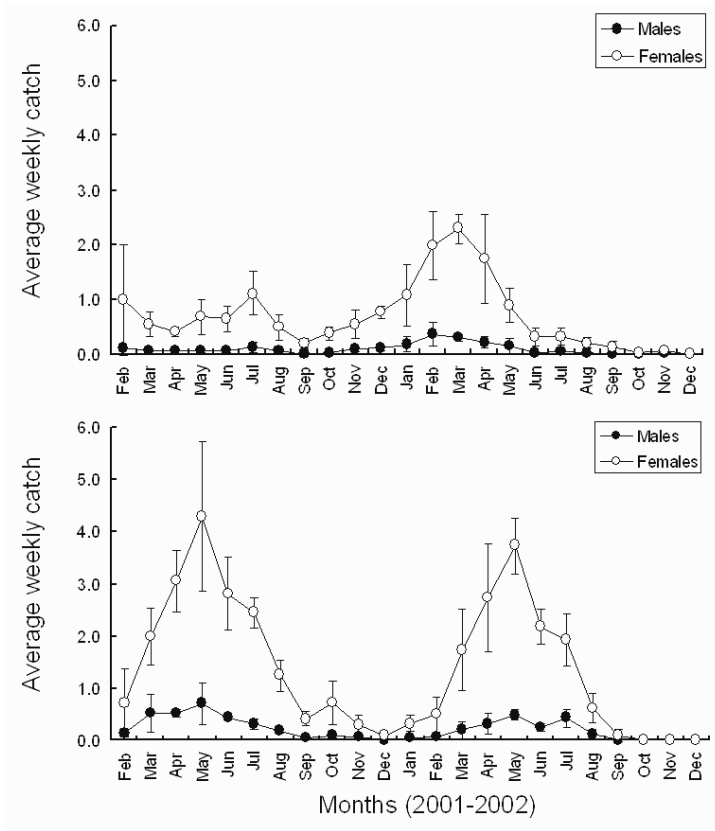 Average weekly catch
6.0
5.0
4.0
3.0
2.0
1.0
0.0
Males
Females
Feb Mar Apr May Jun Jul Aug Sep Oct Nov Dec Jan Feb Mar Apr May Jun Jul Aug Sep Oct Nov Dec
Average weekly catch
6.0
5.0
4.0
3.0
2.0
1.0
0.0
Males
Females
Feb Mar Apr May Jun Jul Aug Sep Oct Nov Dec Jan Feb Mar Apr May Jun Jul Aug Sep Oct Nov Dec
Months (2001-2002)